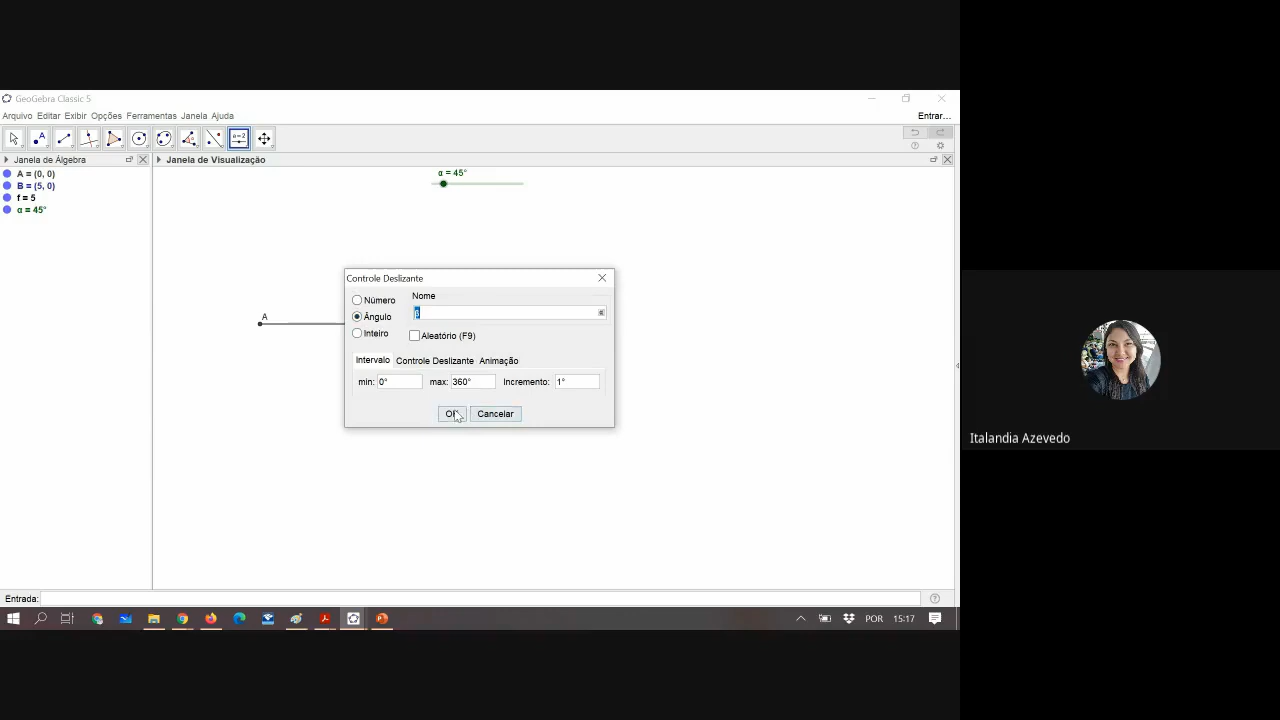 GeoGebra Classic 5
Arquivo Editar Exibir Opções Ferramentas Janela Ajuda
Entrar...
a=2
Janela de Álgebra
Janela de Visualização
A = (0, 0)
B = (5, 0)
f = 5
α = 45°
α = 45°
A
Controle Deslizante
Número
Ângulo
Inteiro
Nome
β
α
Aleatório (F9)
Intervalo Controle Deslizante Animação
min: 0° max: 360° Incremento: 1°
OK Cancelar
Italandia Azevedo
Entrada:
POR 15:17